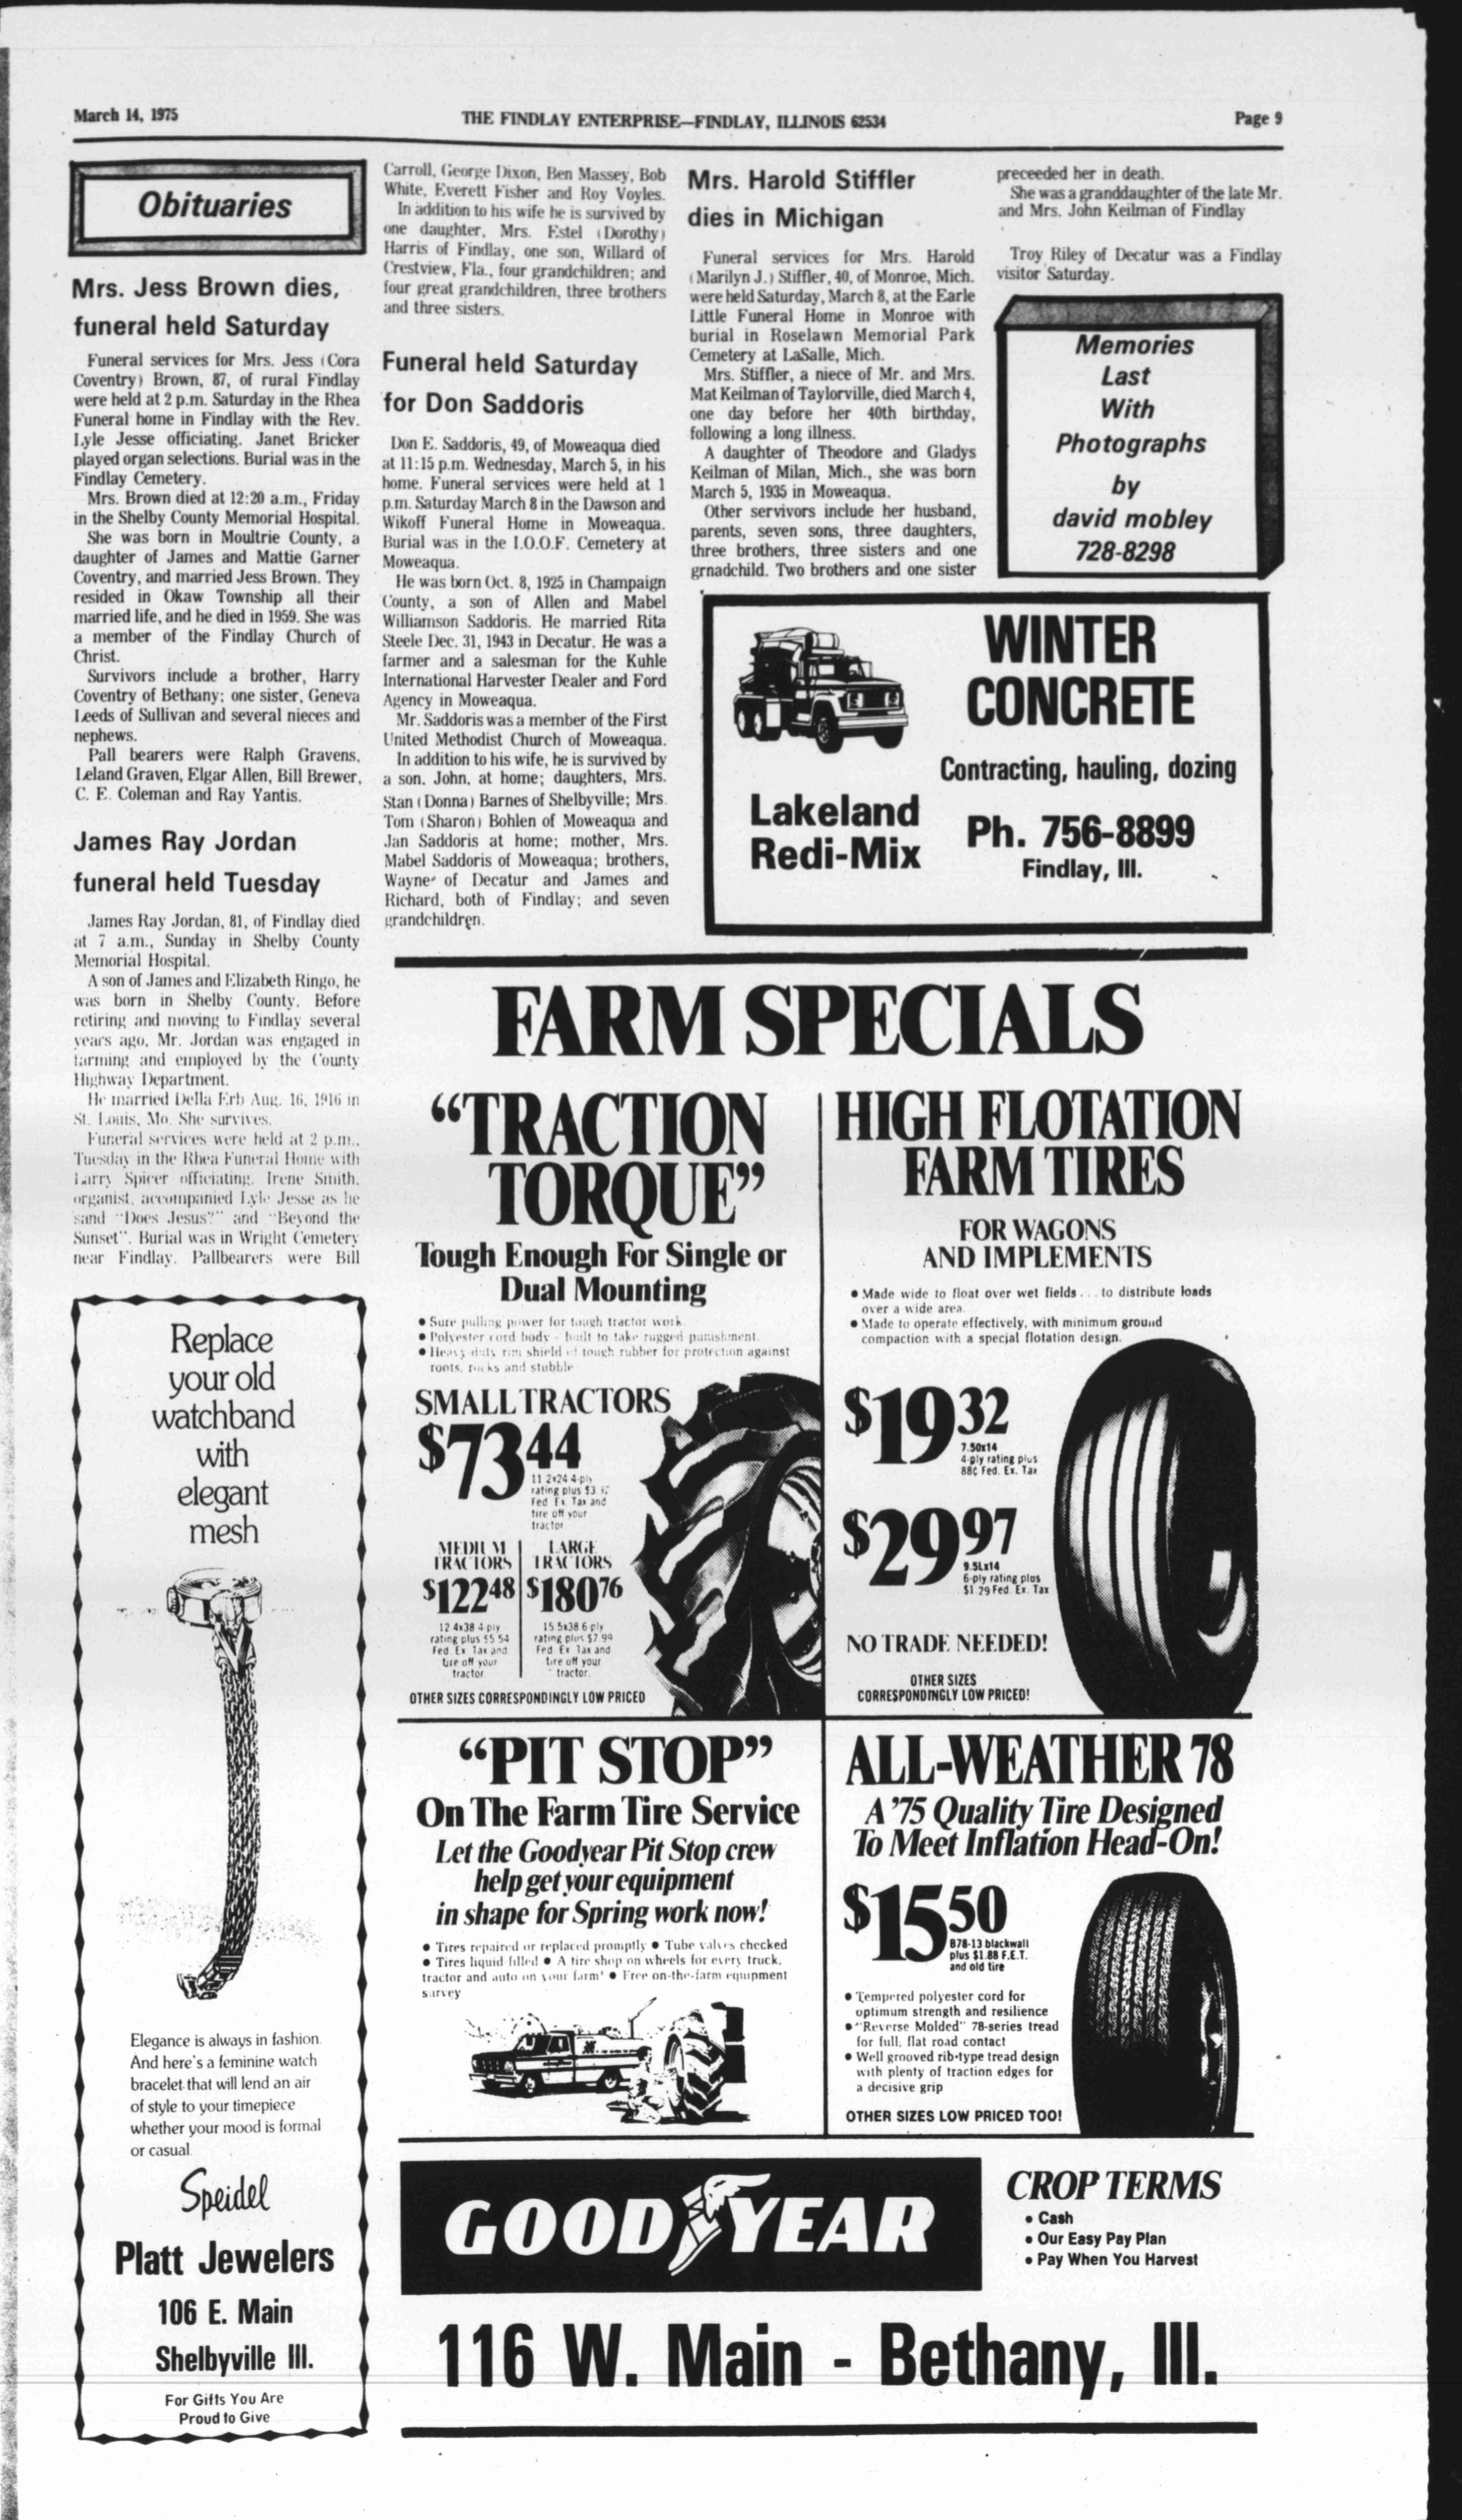 March 14, 1975
THE FINDLAY ENTERPRISE—FINDLAY, ILLINOIS 62534
Page 9
Obituaries
Mrs. Jess Brown dies,
funeral held Saturday
Funeral services for Mrs. Jess (Cora
Coventry) Brown, 87, of rural Findlay
were held at 2 p.m. Saturday in the Rhea
Funeral home in Findlay with the Rev.
Lyle Jesse officiating. Janet Bricker
played organ selections. Burial was in the
Findlay Cemetery.
Mrs. Brown died at 12:20 a.m., Friday
in the Shelby County Memorial Hospital.
She was born in Moultrie County, a
daughter of James and Mattie Garner
Coventry, and married Jess Brown. They
resided in Okaw Township all their
married life, and he died in 1959. She was
a member of the Findlay Church of
Christ.
Survivors include a brother, Harry
Coventry of Bethany; one sister, Geneva
Leeds of Sullivan and several nieces and
nephews.
Pall bearers were Ralph Gravens,
Leland Graven, Elgar Allen, Bill Brewer,
C. E. Coleman and Ray Yantis.
James Ray Jordan
funeral held Tuesday
James Ray Jordan, 81, of Findlay died
at 7 a.m., Sunday in Shelby County
Memorial Hospital.
A son of James and Elizabeth Ringo, he
was born in Shelby County. Before
retiring and moving to Findlay several
years ago, Mr. Jordan was engaged in
farming and employed by the County
Highway Department.
He married Della Erb Aug. 16, 1916 in
St. Louis, Mo. She survives.
Funeral services were held at 2 p.m.,
Tuesday in the Rhea Funeral Home with
Larry Spicer officiating. Irene Smith,
organist, accompanied Lyle Jesse as he
sand "Does Jesus?" and "Beyond the
Sunset". Burial was in Wright Cemetery
near Findlay. Pallbearers were Bill
Carroll, George Dixon, Ben Massey, Bob
White, Everett Fisher and Roy Voyles.
In addition to his wife he is survived by
one daughter, Mrs. Estel (Dorothy)
Harris of Findlay, one son, Willard of
Crestview, Fla., four grandchildren; and
four great grandchildren, three brothers
and three sisters.
Funeral held Saturday
for Don Saddoris
Don E. Saddoris, 49, of Moweaqua died
at 11:15 p.m. Wednesday, March 5, in his
home. Funeral services were held at 1
p.m. Saturday March 8 in the Dawson and
Wikoff Funeral Home in Moweaqua.
Burial was in the I.O.O.F. Cemetery at
Moweaqua.
He was born Oct. 8, 1925 in Champaign
County, a son of Allen and Mabel
Williamson Saddoris. He married Rita
Steele Dec. 31, 1943 in Decatur. He was a
farmer and a salesman for the Kuhle
International Harvester Dealer and Ford
Agency in Moweaqua.
Mr. Saddoris was a member of the First
United Methodist Church of Moweaqua.
In addition to his wife, he is survived by
a son, John, at home; daughters, Mrs.
Stan (Donna) Barnes of Shelbyville; Mrs.
Tom (Sharon) Bohlen of Moweaqua and
Jan Saddoris at home; mother, Mrs.
Mabel Saddoris of Moweaqua; brothers,
Wayne of Decatur and James and
Richard, both of Findlay; and seven
grandchildren.
Mrs. Harold Stiffler
dies in Michigan
Funeral services for Mrs. Harold
(Marilyn J.) Stiffler, 40, of Monroe, Mich.
were held Saturday, March 8, at the Earle
Little Funeral Home in Monroe with
burial in Roselawn Memorial Park
Cemetery at LaSalle, Mich.
Mrs. Stiffler, a niece of Mr. and Mrs.
Mat Keilman of Taylorville, died March 4,
one day before her 40th birthday,
following a long illness.
A daughter of Theodore and Gladys
Keilman of Milan, Mich., she was born
March 5, 1935 in Moweaqua.
Other servivors include her husband,
parents, seven sons, three daughters,
three brothers, three sisters and one
grnadchild. Two brothers and one sister
preceeded her in death.
She was a granddaughter of the late Mr.
and Mrs. John Keilman of Findlay
Troy Riley of Decatur was a Findlay
visitor Saturday.
Memories
Last
With
Photographs
by
david mobley
728-8298
WINTER
CONCRETE
Contracting, hauling, dozing
Lakeland
Redi-Mix
Ph. 756-8899
Findlay, Ill.
Replace
your old
watchband
with
elegant
mesh
Elegance is always in fashion.
And here's a feminine watch
bracelet that will lend an air
of style to your timepiece
whether your mood is formal
or casual.
Speidel
Platt Jewelers
106 E. Main
Shelbyville Ill.
For Gifts You Are
Proud to Give
FARM SPECIALS
"TRACTION
TORQUE"
Tough Enough For Single or
Dual Mounting
• Sure pulling power for tough tractor work.
• Polyester cord body - built to take rugged punishment.
• Heavy-duty rim shield of tough rubber for protection against
roots, rocks and stubble
SMALL TRACTORS
$73.44
11.2x24 4-ply
rating plus $3.
Fed. Ex. Tax and
tire off your
tractor
MEDIUM
TRACTORS
$122.48
12.4x38 4-ply
rating plus $5.54
Fed. Ex. Tax and
tire off your
tractor.
LARGE
TRACTORS
$180.76
15.5x38 6 ply
rating plus $7.99
Fed. Ex. Tax and
tire off your
tractor.
OTHER SIZES CORRESPONDINGLY LOW PRICED
HIGH FLOTATION
FARM TIRES
FOR WAGONS
AND IMPLEMENTS
• Made wide to float over wet fields . . . to distribute loads
over a wide area.
• Made to operate effectively, with minimum ground
compaction with a special flotation design.
$19.32
7.50x14
4-ply rating plus
88¢ Fed. Ex. Tax
$29.97
9.5Lx14
6-ply rating plus
$1.29 Fed. Ex. Tax
NO TRADE NEEDED!
OTHER SIZES
CORRESPONDINGLY LOW PRICED!
"PIT STOP"
On The Farm Tire Service
Let the Goodyear Pit Stop crew
help get your equipment
in shape for Spring work now!
• Tires repaired or replaced promptly • Tube valves checked
• Tires liquid filled • A tire shop on wheels for every truck,
tractor and auto on your farm! • Free on-the-farm equipment
survey
ALL-WEATHER 78
A '75 Quality Tire Designed
To Meet Inflation Head-On!
$15.50
B78-13 blackwall
plus $1.88 F.E.T.
and old tire
• Tempered polyester cord for
optimum strength and resilience
• "Reverse Molded" 78-series tread
for full, flat road contact
• Well grooved rib-type tread design
with plenty of traction edges for
a decisive grip
OTHER SIZES LOW PRICED TOO!
GOODYEAR
CROP TERMS
• Cash
• Our Easy Pay Plan
• Pay When You Harvest
116 W. Main - Bethany, Ill.